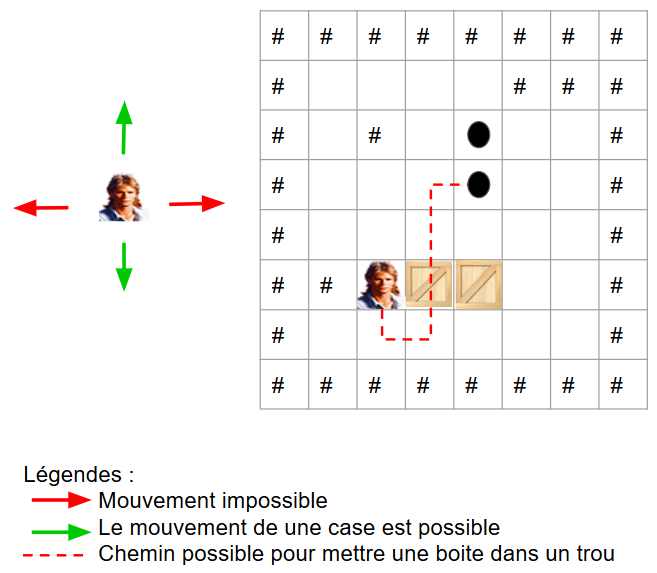 # # # # # # # #
# # # #
# # #
# #
# #
# # #
# #
# # # # # # # #
Légendes :
Mouvement impossible
Le mouvement de une case est possible
Chemin possible pour mettre une boite dans un trou